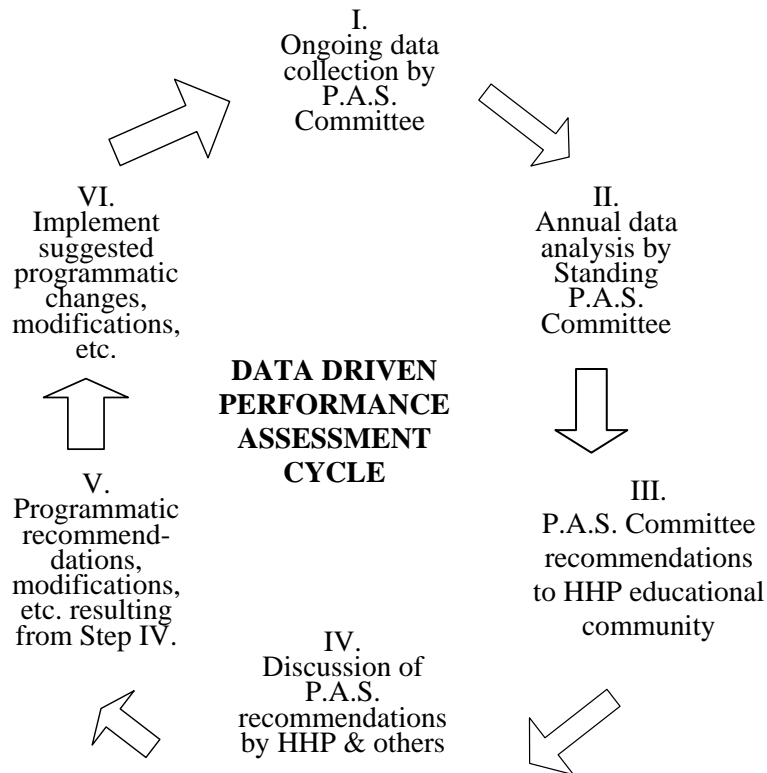 I.
Ongoing data
collection by
P.A.S.
Committee
II.
Annual data
analysis by
Standing
P.A.S.
Committee
III.
P.A.S. Committee
recommendations
to HHP educational
community
IV.
Discussion of
P.A.S.
recommendations
by HHP & others
V.
Programmatic
recommend-
dations,
modifications,
etc. resulting
from Step IV.
VI.
Implement
suggested
programmatic
changes,
modifications,
etc.
DATA DRIVEN
PERFORMANCE
ASSESSMENT
CYCLE